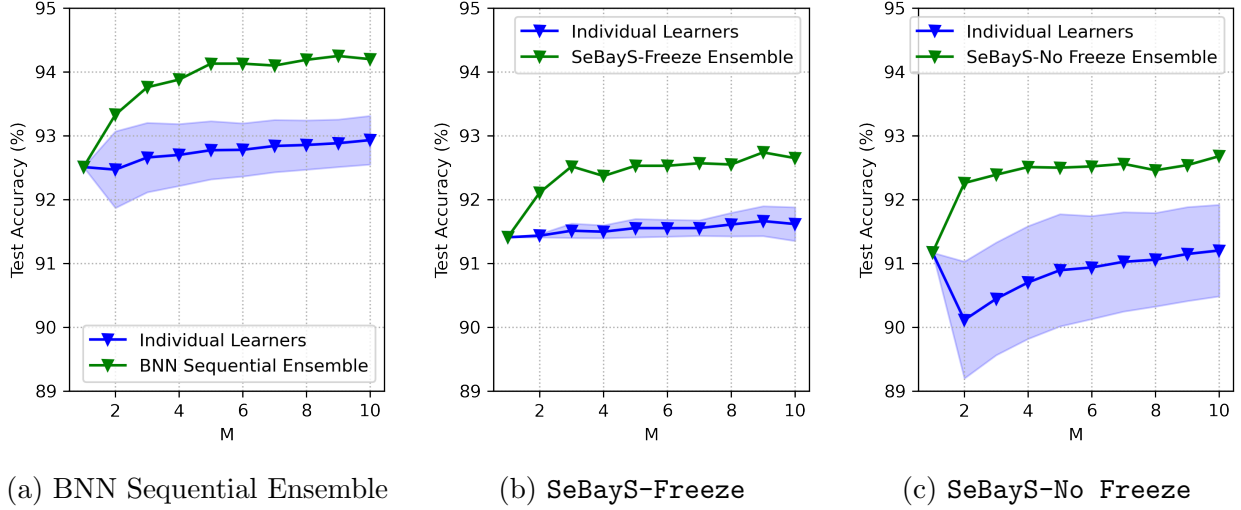 95
94
93
92
91
90
89
Test Accuracy (%)
Individual Learners
BNN Sequential Ensemble
2 4 6 8 10
M
(a) BNN Sequential Ensemble
95
94
93
92
91
90
89
Test Accuracy (%)
Individual Learners
SeBayS-Freeze Ensemble
2 4 6 8 10
M
(b) SeBayS-Freeze
95
94
93
92
91
90
89
Test Accuracy (%)
Individual Learners
SeBayS-No Freeze Ensemble
2 4 6 8 10
M
(c) SeBayS-No Freeze